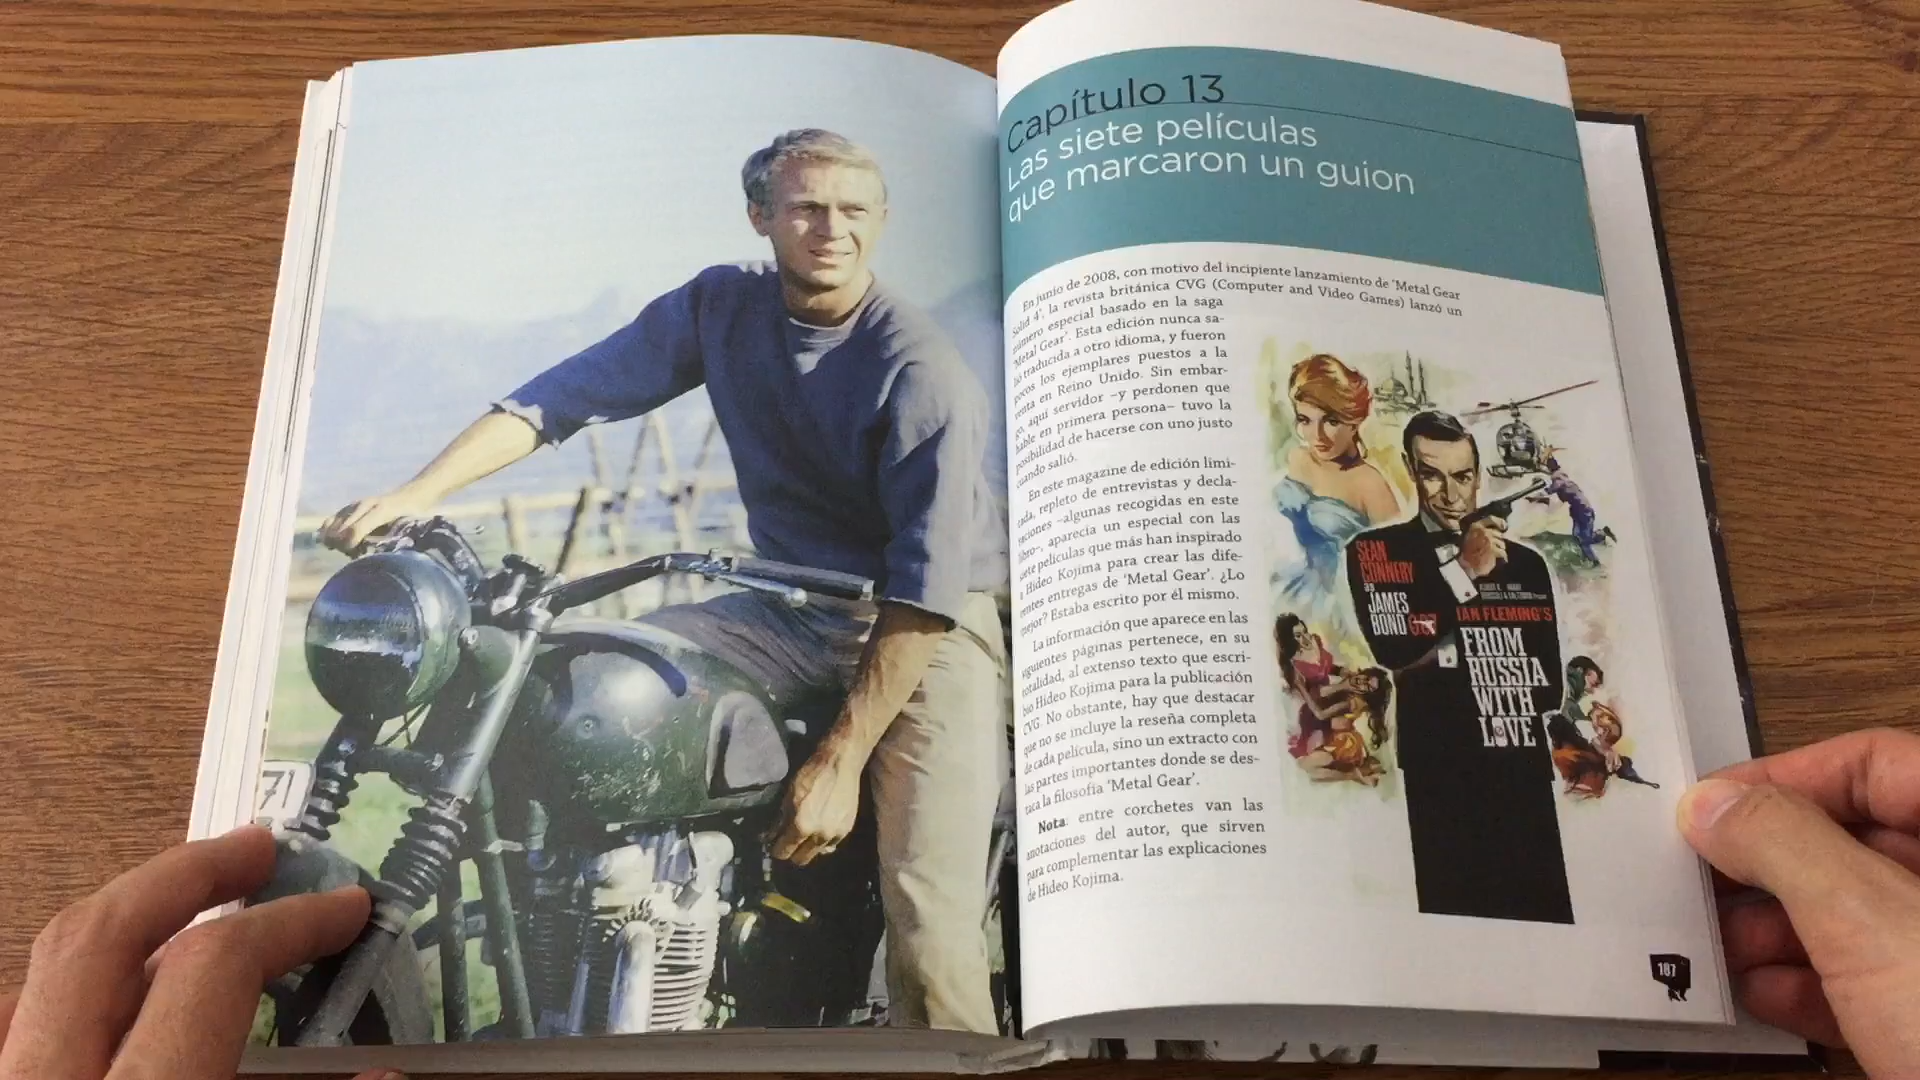 71
Capítulo 13
Las siete películas
que marcaron un guion
En junio de 2008, con motivo del incipiente lanzamiento de 'Metal Gear
Solid 4', la revista británica CVG (Computer and Video Games) lanzó un
número especial basado en la saga
'Metal Gear'. Esta edición nunca sa-
lió traducida a otro idioma, y fueron
pocos los ejemplares puestos a la
venta en Reino Unido. Sin embar-
go, aquí servidor –y perdonen que
hable en primera persona– tuvo la
posibilidad de hacerse con uno justo
cuando salió.
En este magazine de edición limi-
tada, repleto de entrevistas y decla-
raciones –algunas recogidas en este
libro–, aparecía un especial con las
siete películas que más han inspirado
a Hideo Kojima para crear las dife-
rentes entregas de 'Metal Gear'. ¿Lo
mejor? Estaba escrito por él mismo.
La información que aparece en las
siguientes páginas pertenece, en su
totalidad, al extenso texto que escri-
bió Hideo Kojima para la publicación
CVG. No obstante, hay que destacar
que no se incluye la reseña completa
de cada película, sino un extracto con
las partes importantes donde se des-
taca la filosofía 'Metal Gear'.
Nota: entre corchetes van las
anotaciones del autor, que sirven
para complementar las explicaciones
de Hideo Kojima.
SEAN
CONNERY
as
JAMES
BOND 007
IAN FLEMING'S
FROM
RUSSIA
WITH
LOVE
187